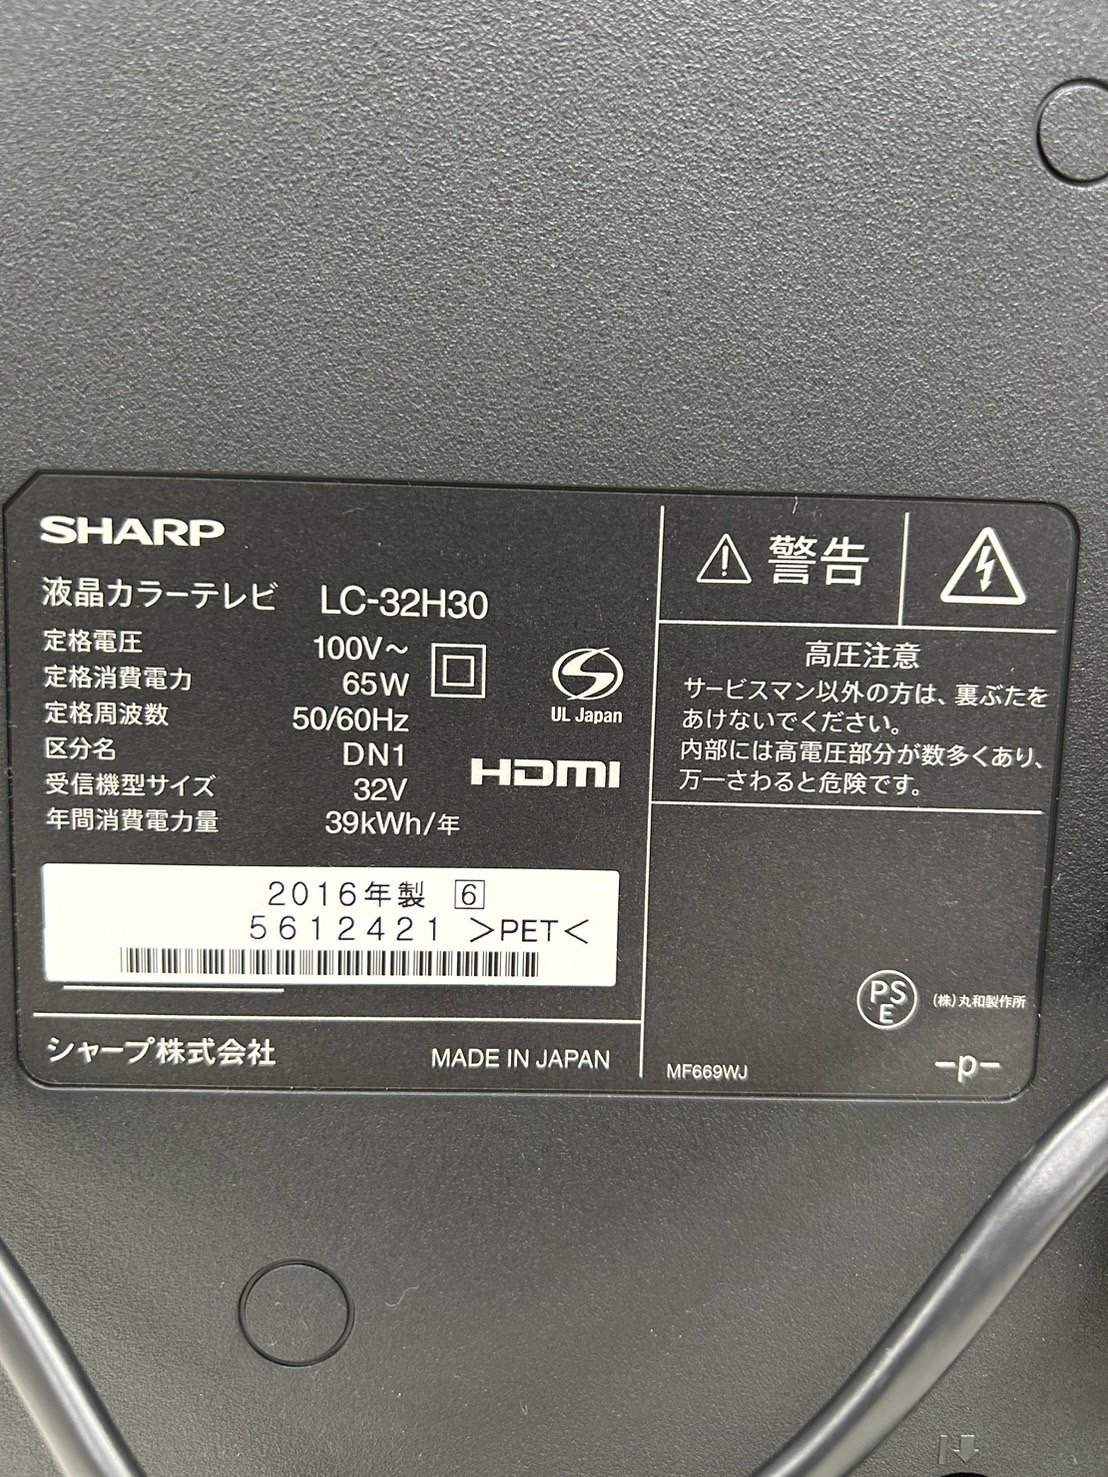 SHARP
液晶カラーテレビ LC-32H30
定格電圧 100V～
定格消費電力 65W
定格周波数 50/60Hz
区分名 DN1
受信機型サイズ 32V
年間消費電力量 39kWh/年
UL Japan
HDMI
2016年製 6
5612421 >PET<
シャープ株式会社 MADE IN JAPAN
警告
高圧注意
サービスマン以外の方は、裏ぶたを
あけないでください。
内部には高電圧部分が数多くあり、
万一さわると危険です。
PS
E
(株)丸和製作所
MF669WJ
-p-